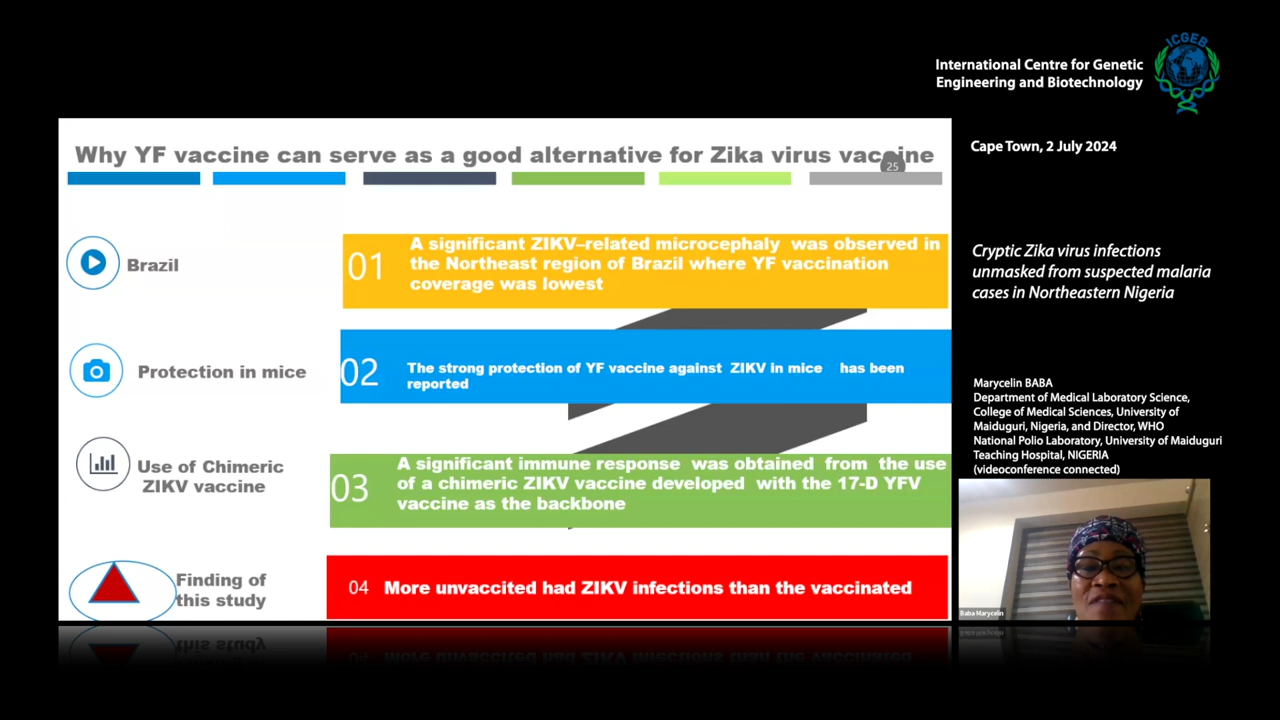 ICGEB
International Centre for Genetic
Engineering and Biotechnology
Cape Town, 2 July 2024
Cryptic Zika virus infections
unmasked from suspected malaria
cases in Northeastern Nigeria
Marycelin BABA
Department of Medical Laboratory Science,
College of Medical Sciences, University of
Maiduguri, Nigeria, and Director, WHO
National Polio Laboratory, University of Maiduguri
Teaching Hospital, NIGERIA
(videoconference connected)
Baba Marycelin
Why YF vaccine can serve as a good alternative for Zika virus vaccine
25
Brazil
01
A significant ZIKV–related microcephaly was observed in
the Northeast region of Brazil where YF vaccination
coverage was lowest
Protection in mice
02
The strong protection of YF vaccine against ZIKV in mice has been
reported
Use of Chimeric
ZIKV vaccine
03
A significant immune response was obtained from the use
of a chimeric ZIKV vaccine developed with the 17-D YFV
vaccine as the backbone
Finding of
this study
04 More unvaccited had ZIKV infections than the vaccinated